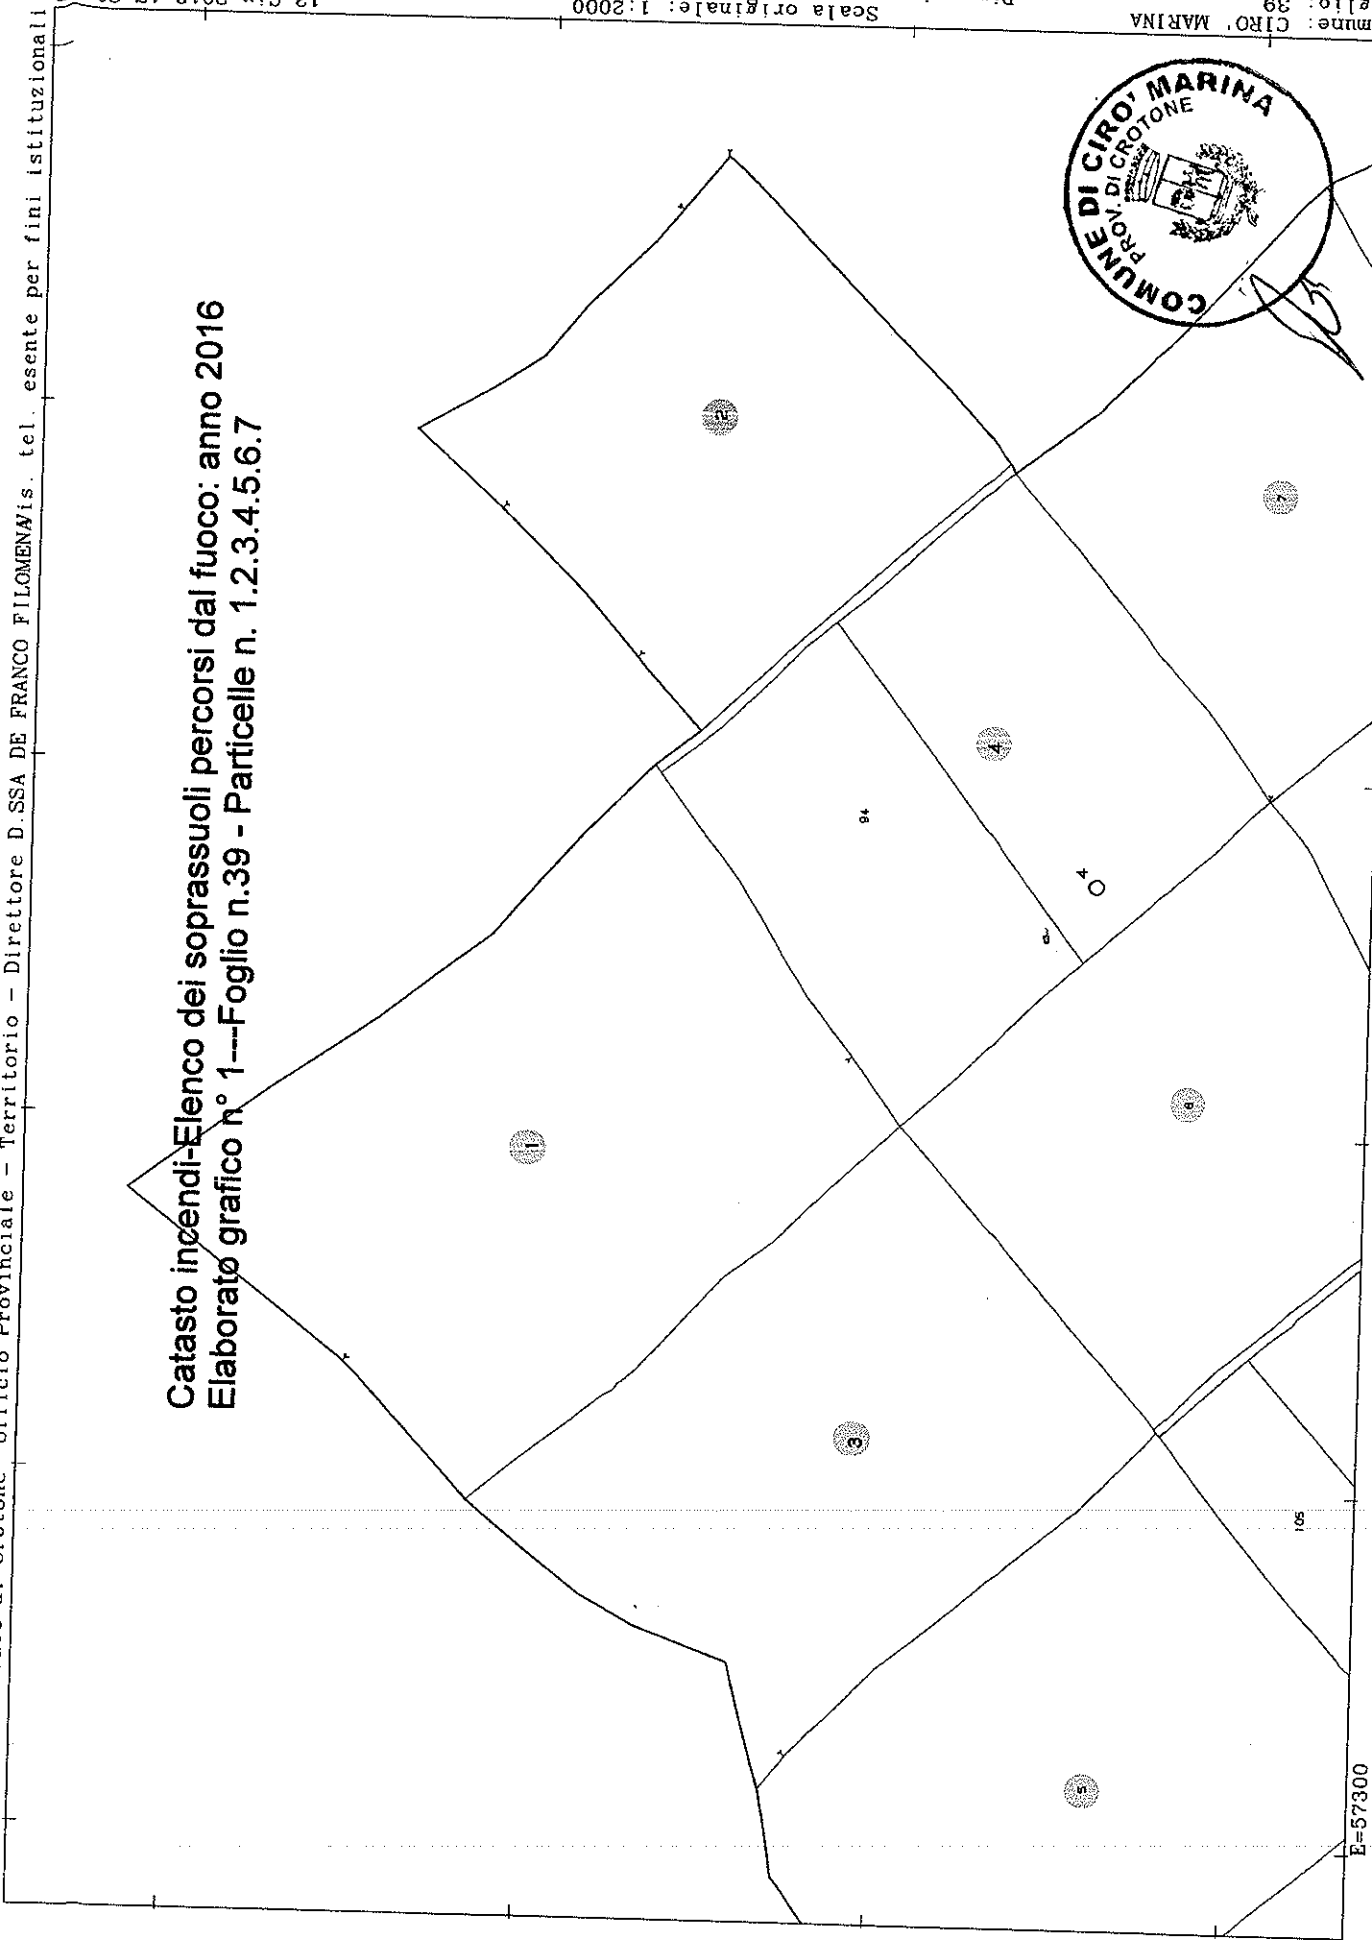 Ufficio Provinciale - Territorio - Direttore D.SSA DE FRANCO FILOMENA Vis. tel. esente per fini istituzionali
Catasto incendi-Elenco dei soprassuoli percorsi dal fuoco: anno 2016
Elaborato grafico n° 1---Foglio n.39 - Particelle n. 1.2.3.4.5.6.7
1
2
3
94
4
4
5
6
7
105
E=57300
COMUNE DI CIRO' MARINA
PROV. DI CROTONE
CIRO' MARINA
39
Scala originale: 1:2000